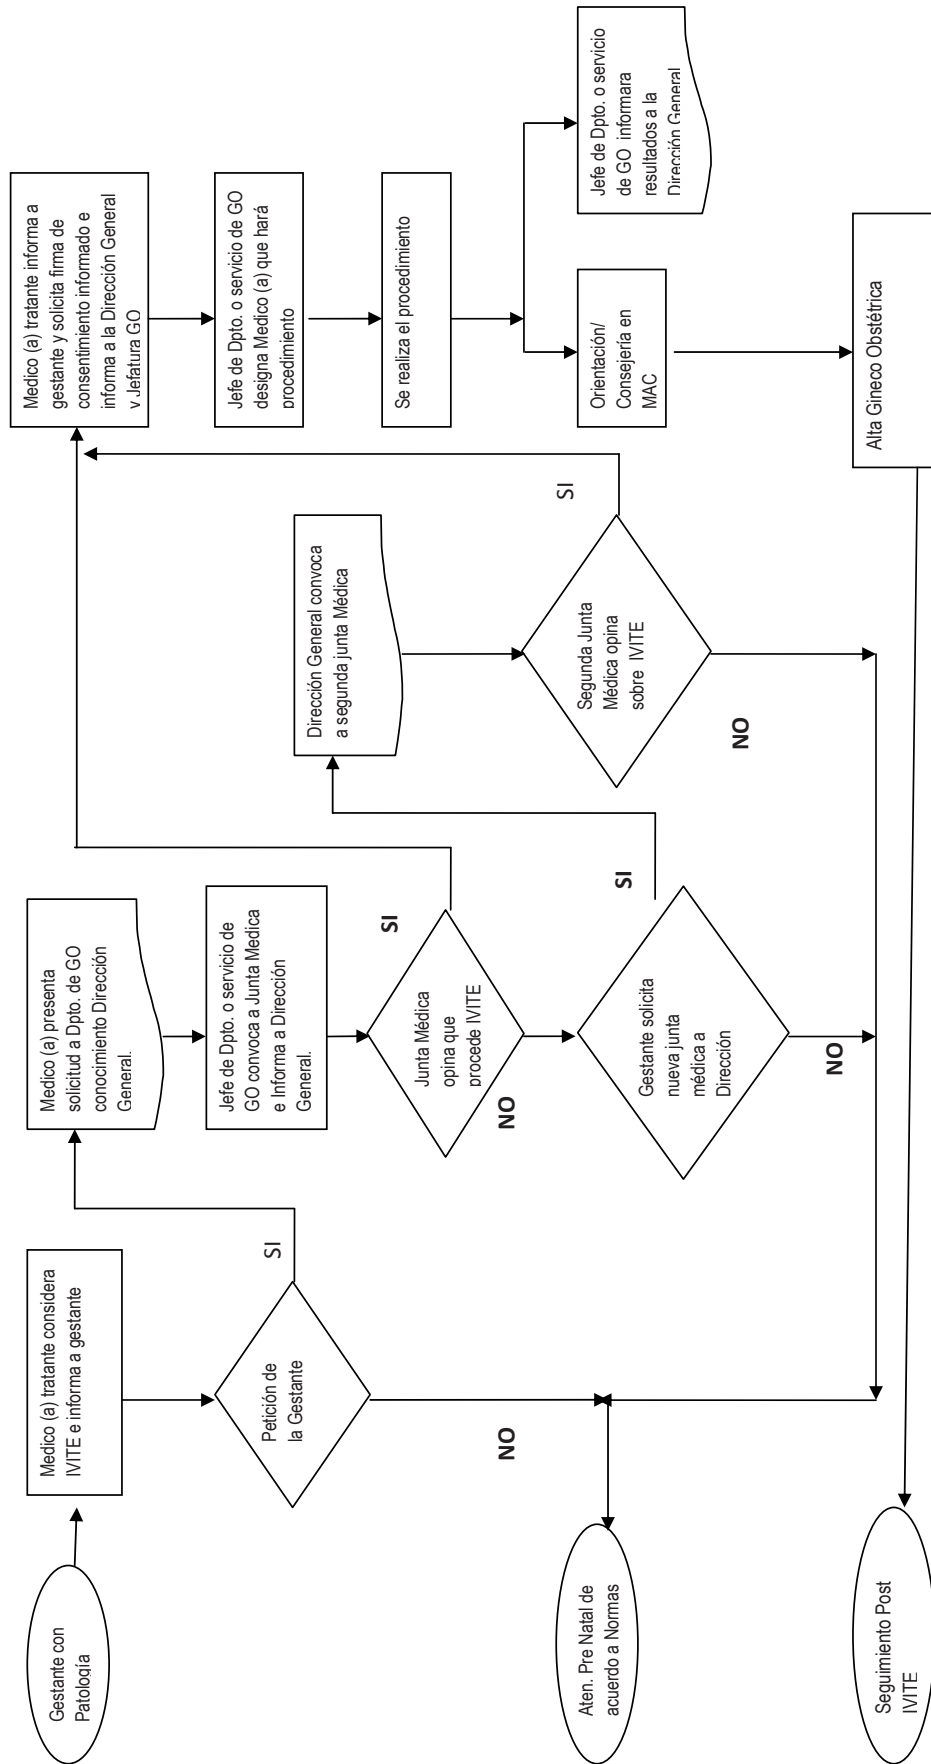 Gestante con
Patología
Medico (a) tratante considera
IVITE e informa a gestante
Petición de
la Gestante
SI
NO
Aten. Pre Natal de
acuerdo a Normas
Medico (a) presenta
solicitud a Dpto. de GO
conocimiento Dirección
General.
Jefe de Dpto. o servicio de
GO convoca a Junta Medica
e Informa a Dirección
General.
Junta Médica
opina que
procede IVITE
SI
NO
Gestante solicita
nueva junta
médica a
Dirección
SI
NO
Dirección General convoca
a segunda junta Médica
Segunda Junta
Médica opina
sobre IVITE
SI
NO
Medico (a) tratante informa a
gestante y solicita firma de
consentimiento informado e
informa a la Dirección General
y Jefatura GO
Jefe de Dpto. o servicio de GO
designa Medico (a) que hará
procedimiento
Se realiza el procedimiento
Orientación/
Consejería en
MAC
Jefe de Dpto. o servicio
de GO informara
resultados a la
Dirección General
Alta Gineco Obstétrica
Seguimiento Post
IVITE